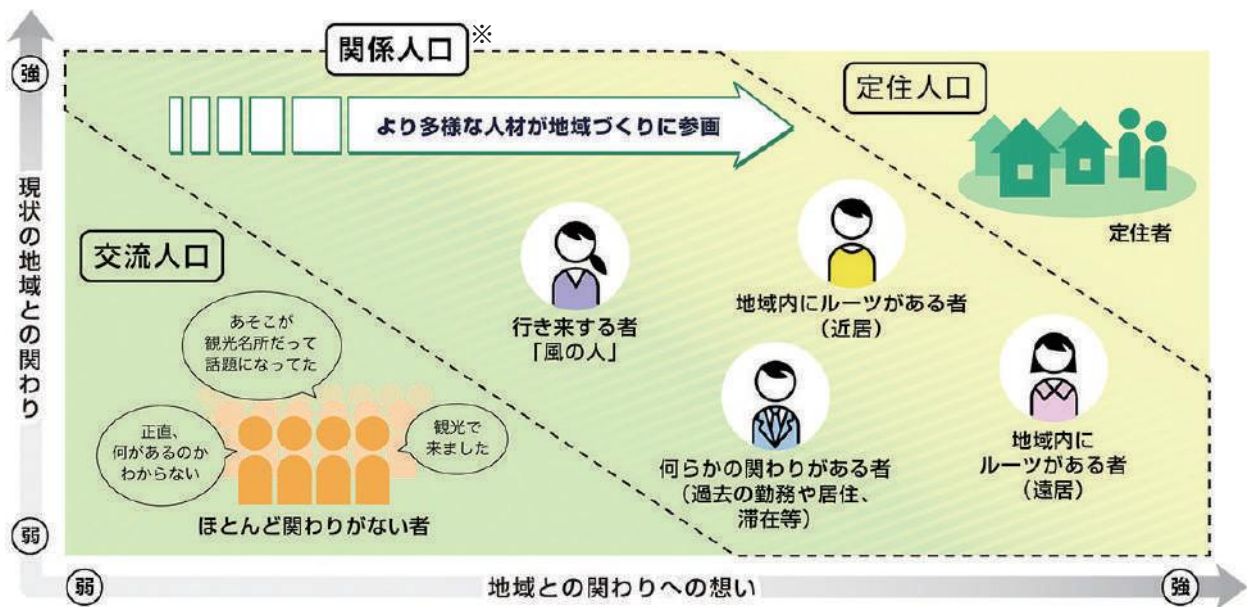 関係人口※
強
より多様な人材が地域づくりに参画
定住人口
定住者
現状の地域との関わり
交流人口
あそこが
観光名所だって
話題になってた
正直、
何があるのか
わからない
観光で
来ました
ほとんど関わりがない者
行き来する者
「風の人」
地域内にルーツがある者
(近居)
何らかの関わりがある者
(過去の勤務や居住、
滞在等)
地域内に
ルーツがある者
(遠居)
弱
弱
地域との関わりへの想い
強